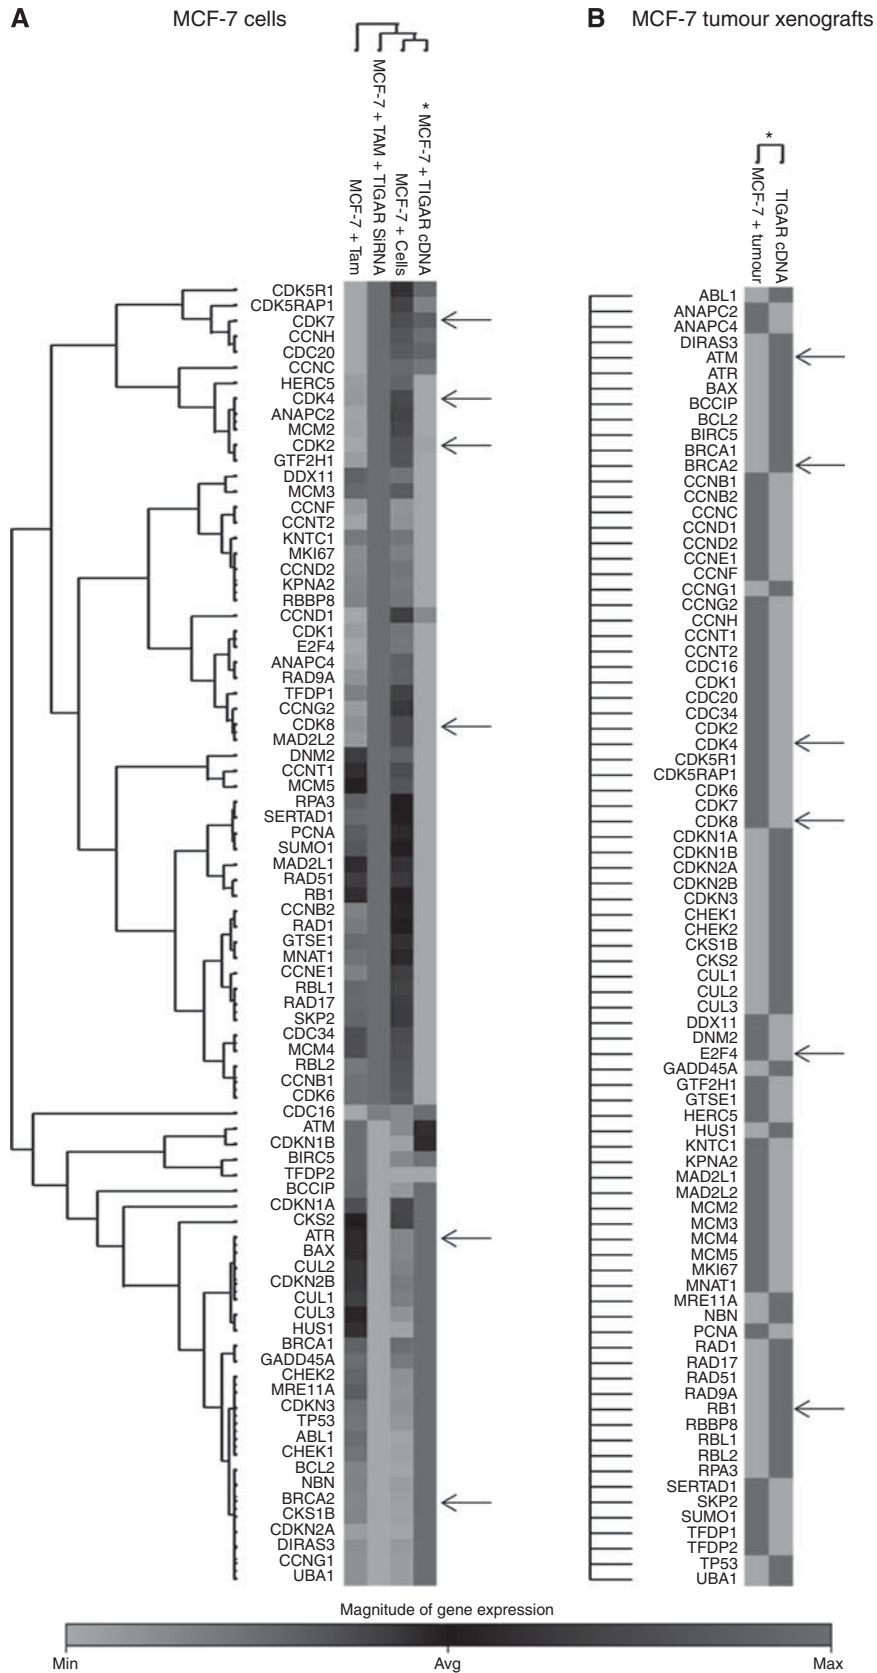 A
MCF-7 cells
MCF-7 + Tam
MCF-7 + TAM + TIGAR SiRNA
MCF-7 + Cells
* MCF-7 + TIGAR cDNA
CDK5R1
CDK5RAP1
CDK7
CCNH
CDC20
CCNC
HERC5
CDK4
ANAPC2
MCM2
CDK2
GTF2H1
DDX11
MCM3
CCNF
CCNT2
KNTC1
MKI67
CCND2
KPNA2
RBBP8
CCND1
CDK1
E2F4
ANAPC4
RAD9A
TFDP1
CCNG2
CDK8
MAD2L2
DNM2
CCNT1
MCM5
RPA3
SERTAD1
PCNA
SUMO1
MAD2L1
RAD51
RB1
CCNB2
RAD1
GTSE1
MNAT1
CCNE1
RBL1
RAD17
SKP2
CDC34
MCM4
RBL2
CCNB1
CDK6
CDC16
ATM
CDKN1B
BIRC5
TFDP2
BCCIP
CDKN1A
CKS2
ATR
BAX
CUL2
CDKN2B
CUL1
CUL3
HUS1
BRCA1
GADD45A
CHEK2
MRE11A
CDKN3
TP53
ABL1
CHEK1
BCL2
NBN
BRCA2
CKS1B
CDKN2A
DIRAS3
CCNG1
UBA1
B
MCF-7 tumour xenografts
*
MCF-7 + tumour
TIGAR cDNA
ABL1
ANAPC2
ANAPC4
DIRAS3
ATM
ATR
BAX
BCCIP
BCL2
BIRC5
BRCA1
BRCA2
CCNB1
CCNB2
CCNC
CCND1
CCND2
CCNE1
CCNF
CCNG1
CCNG2
CCNH
CCNT1
CCNT2
CDC16
CDK1
CDC20
CDC34
CDK2
CDK4
CDK5R1
CDK5RAP1
CDK6
CDK7
CDK8
CDKN1A
CDKN1B
CDKN2A
CDKN2B
CDKN3
CHEK1
CHEK2
CKS1B
CKS2
CUL1
CUL2
CUL3
DDX11
DNM2
E2F4
GADD45A
GTF2H1
GTSE1
HERC5
HUS1
KNTC1
KPNA2
MAD2L1
MAD2L2
MCM2
MCM3
MCM4
MCM5
MKI67
MNAT1
MRE11A
NBN
PCNA
RAD1
RAD17
RAD51
RAD9A
RB1
RBBP8
RBL1
RBL2
RPA3
SERTAD1
SKP2
SUMO1
TFDP1
TFDP2
TP53
UBA1
Magnitude of gene expression
Min
Avg
Max